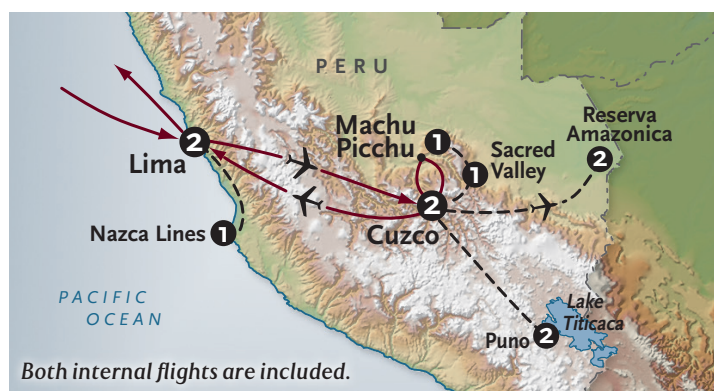 PERU
Reserva
Amazonica
2
Machu
Picchu
1
Sacred
Valley
1
2
Lima
2
Cuzco
Nazca Lines
1
PACIFIC
OCEAN
Lake
Titicaca
Puno
2
Both internal flights are included.